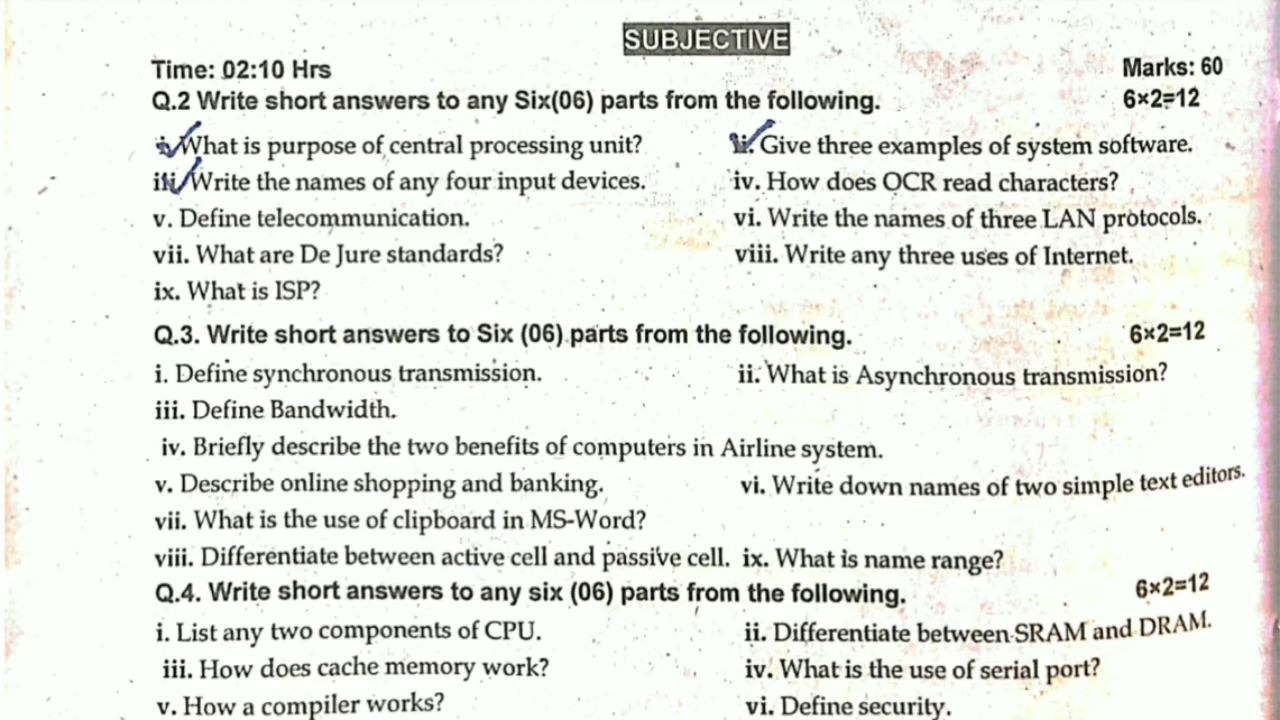 SUBJECTIVE
Time: 02:10 Hrs Marks: 60
Q.2 Write short answers to any Six(06) parts from the following. 6×2=12
i. What is purpose of central processing unit? ii. Give three examples of system software.
iii. Write the names of any four input devices. iv. How does OCR read characters?
v. Define telecommunication. vi. Write the names of three LAN protocols.
vii. What are De Jure standards? viii. Write any three uses of Internet.
ix. What is ISP?
Q.3. Write short answers to Six (06) parts from the following. 6×2=12
i. Define synchronous transmission. ii. What is Asynchronous transmission?
iii. Define Bandwidth.
iv. Briefly describe the two benefits of computers in Airline system.
v. Describe online shopping and banking. vi. Write down names of two simple text editors.
vii. What is the use of clipboard in MS-Word?
viii. Differentiate between active cell and passive cell. ix. What is name range?
Q.4. Write short answers to any six (06) parts from the following. 6×2=12
i. List any two components of CPU. ii. Differentiate between SRAM and DRAM.
iii. How does cache memory work? iv. What is the use of serial port?
v. How a compiler works? vi. Define security.